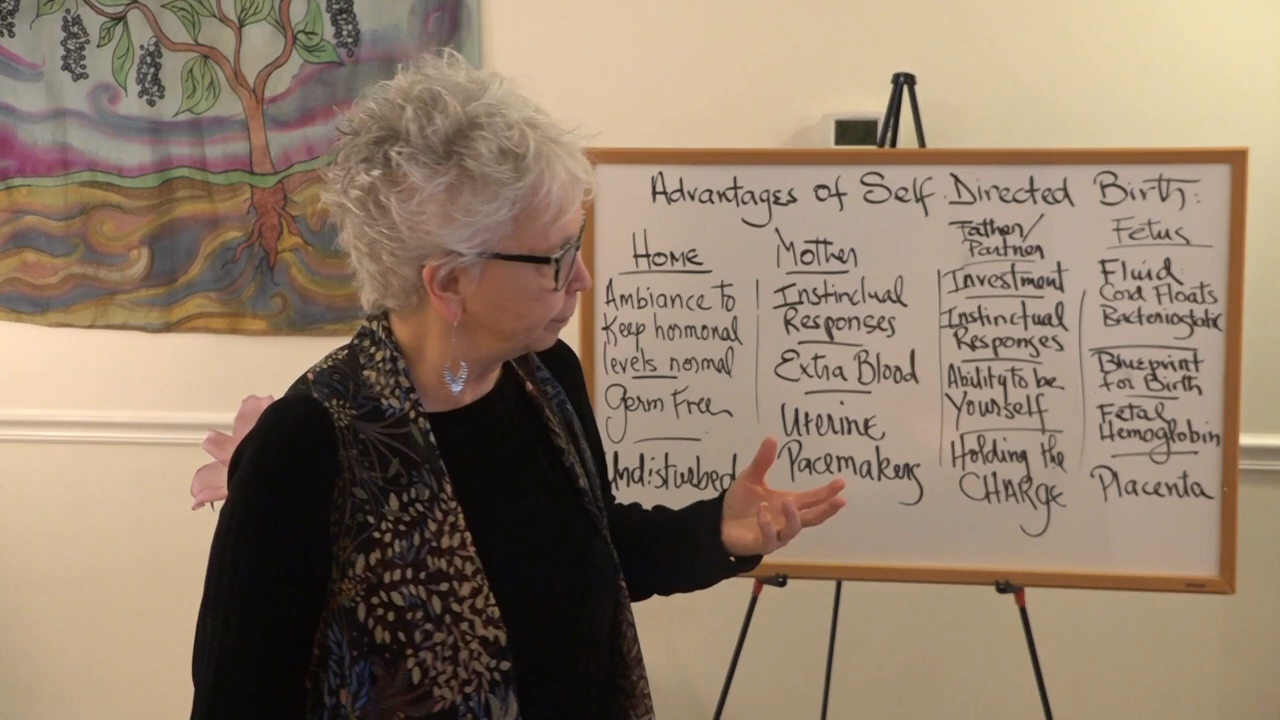 Advantages of Self Directed Birth:
Home
Ambiance to
Keep hormonal
levels normal
Germ Free
Undisturbed
Mother
Instinctual
Responses
Extra Blood
Uterine
Pacemakers
Father/
Partner
Investment
Instinctual
Responses
Ability to be
Yourself
Holding the
CHARGE
Fetus
Fluid
Cord Floats
Bacteriostatic
Blueprint
for Birth
Fetal
Hemoglobin
Placenta